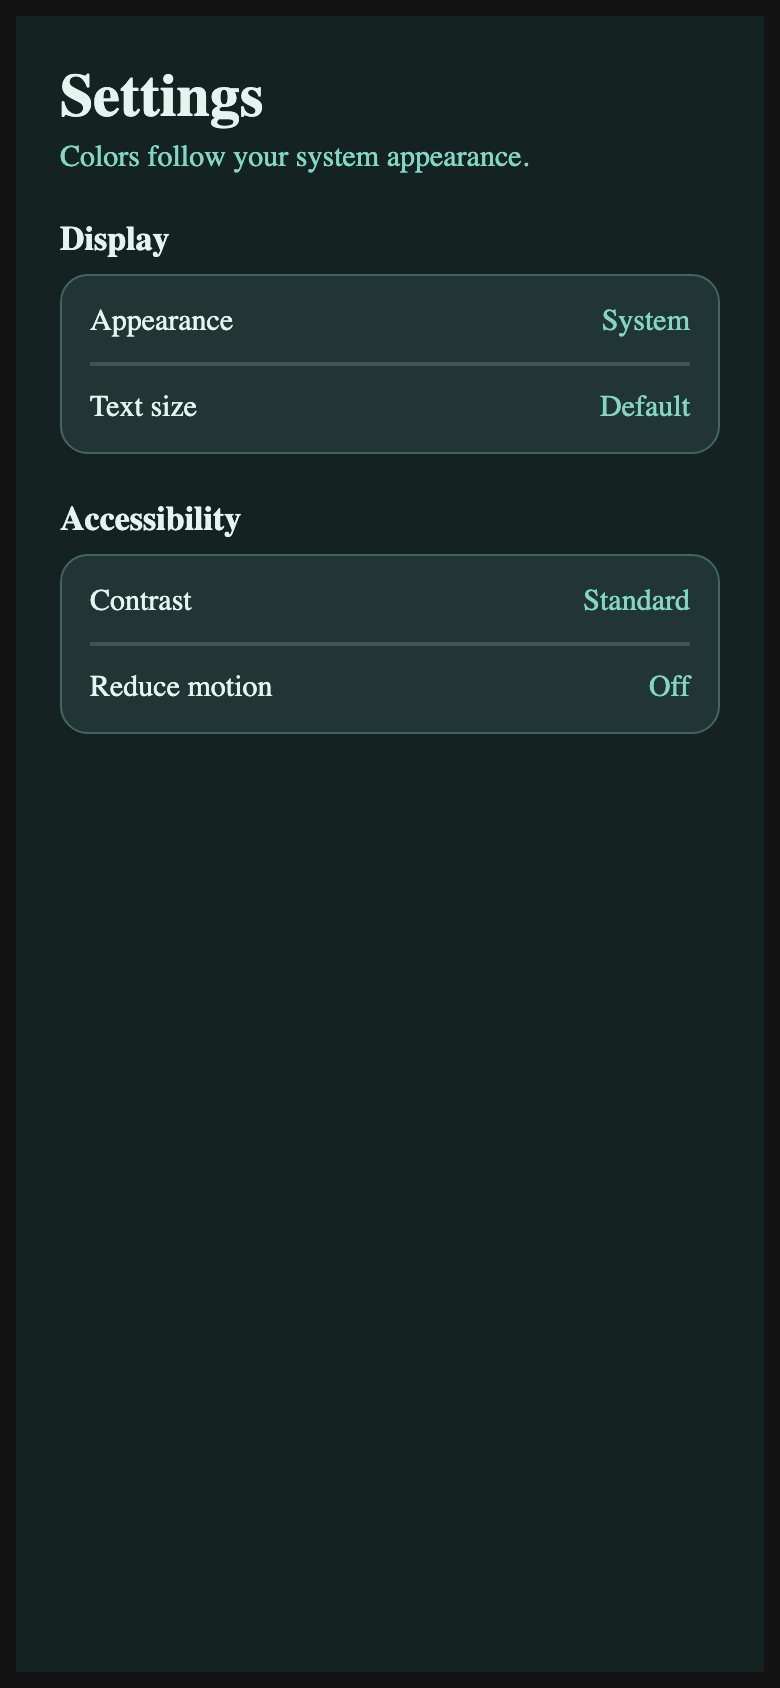 Settings
Colors follow your system appearance.
Display
Appearance System
Text size Default
Accessibility
Contrast Standard
Reduce motion Off